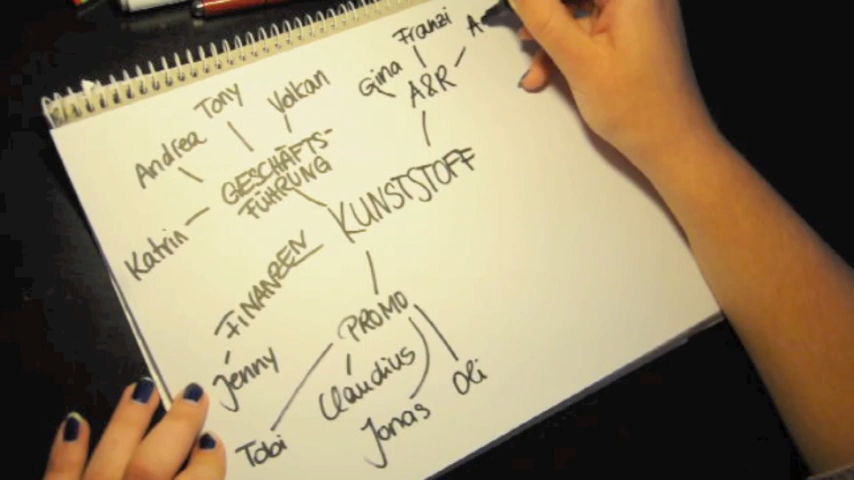 Franzi
A
Gina
A&R
Volkan
Tony
Andrea
GESCHÄFTS-
FÜHRUNG
Katrin
KUNSTSTOFF
FINANZEN
Jenny
PROMO
Claudius
Oli
Jonas
Tobi